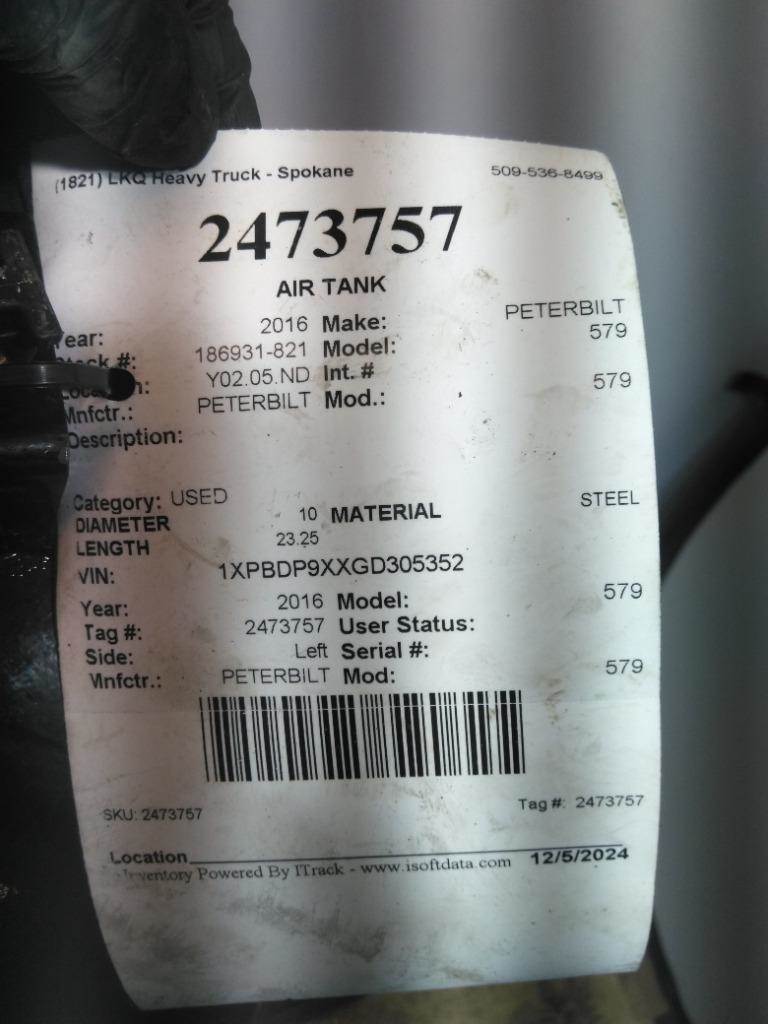 (1821) LKQ Heavy Truck - Spokane 509-536-8499
2473757
AIR TANK
Year: 2016 Make: PETERBILT
Stock #: 186931-821 Model: 579
Location: Y02.05.ND Int. #
Mnfctr.: PETERBILT Mod.: 579
Description:
Category: USED
DIAMETER 10 MATERIAL STEEL
LENGTH 23.25
VIN: 1XPBDP9XXGD305352
Year: 2016 Model: 579
Tag #: 2473757 User Status:
Side: Left Serial #:
Mnfctr.: PETERBILT Mod: 579
SKU: 2473757 Tag #: 2473757
Location 12/5/2024
Inventory Powered By ITrack - www.isoftdata.com